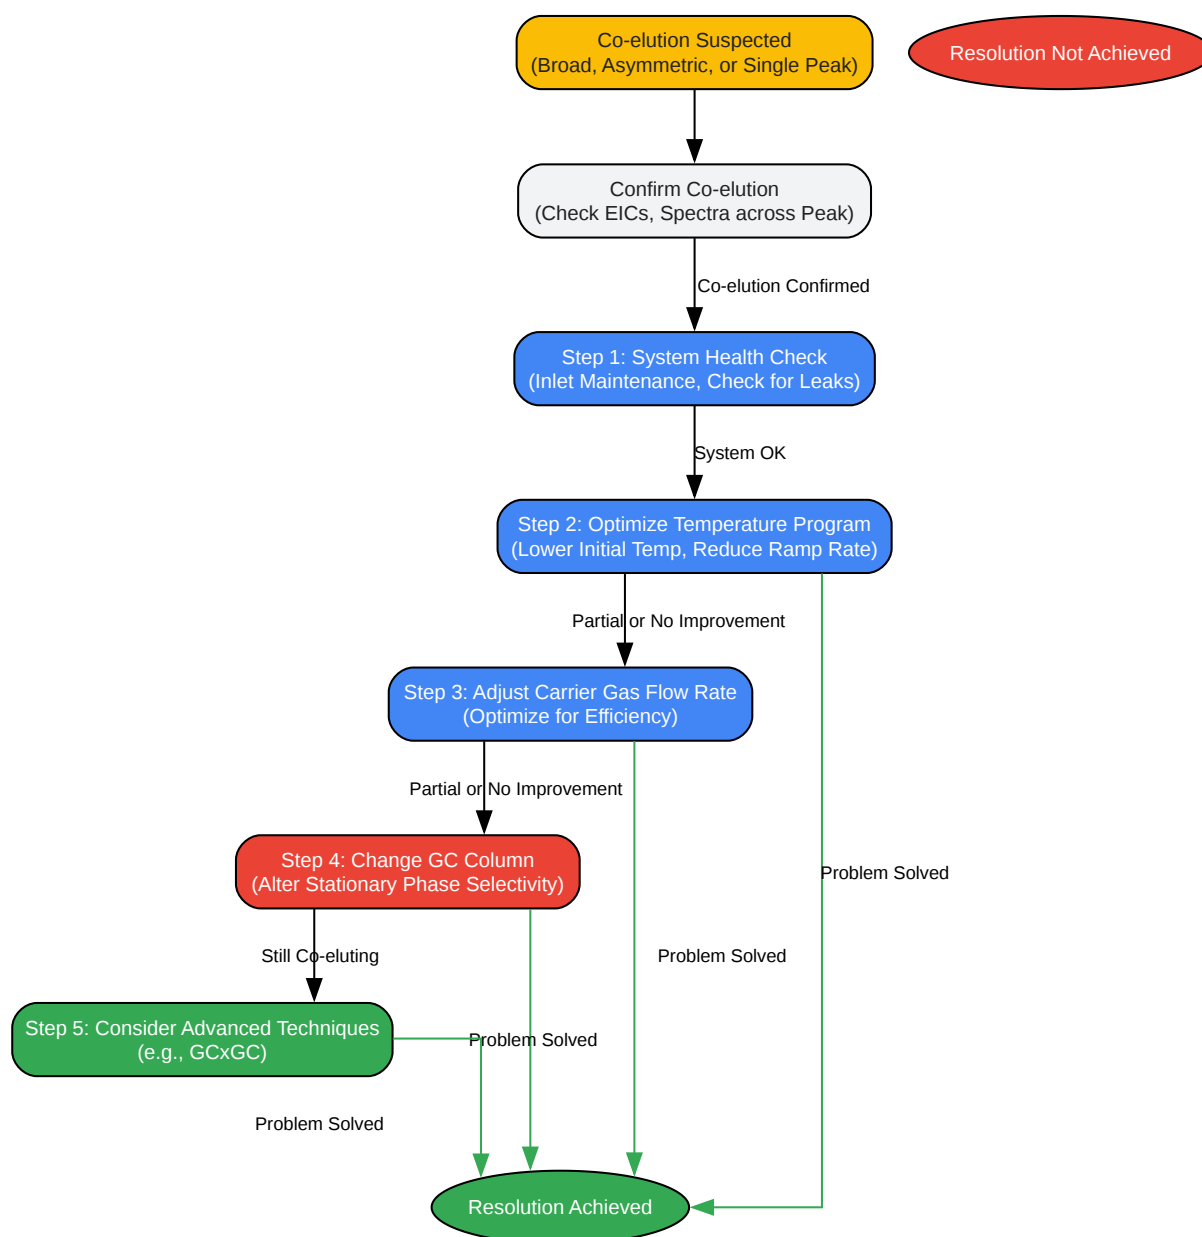 Co-elution Suspected
(Broad, Asymmetric, or Single Peak)
Resolution Not Achieved
Confirm Co-elution
(Check EICs, Spectra across Peak)
Co-elution Confirmed
Step 1: System Health Check
(Inlet Maintenance, Check for Leaks)
System OK
Step 2: Optimize Temperature Program
(Lower Initial Temp, Reduce Ramp Rate)
Partial or No Improvement
Step 3: Adjust Carrier Gas Flow Rate
(Optimize for Efficiency)
Partial or No Improvement
Step 4: Change GC Column
(Alter Stationary Phase Selectivity)
Problem Solved
Still Co-eluting
Problem Solved
Step 5: Consider Advanced Techniques
(e.g., GCxGC)
Problem Solved
Problem Solved
Resolution Achieved